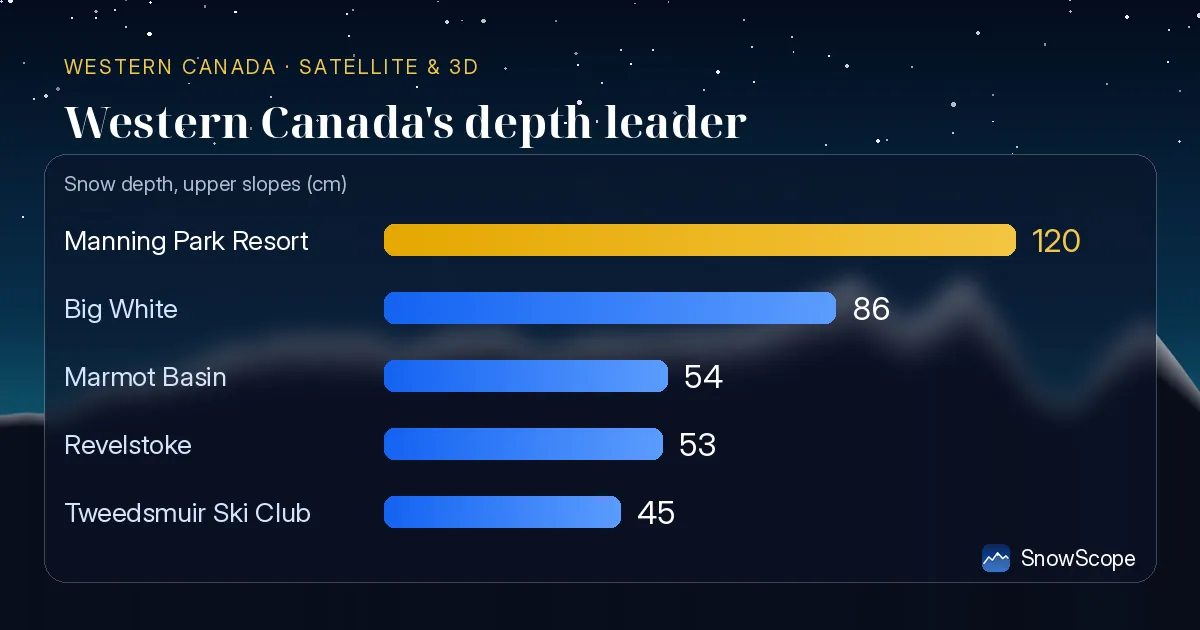 WESTERN CANADA · SATELLITE & 3D
Western Canada's depth leader
Snow depth, upper slopes (cm)
Manning Park Resort 120
Big White 86
Marmot Basin 54
Revelstoke 53
Tweedsmuir Ski Club 45
SnowScope